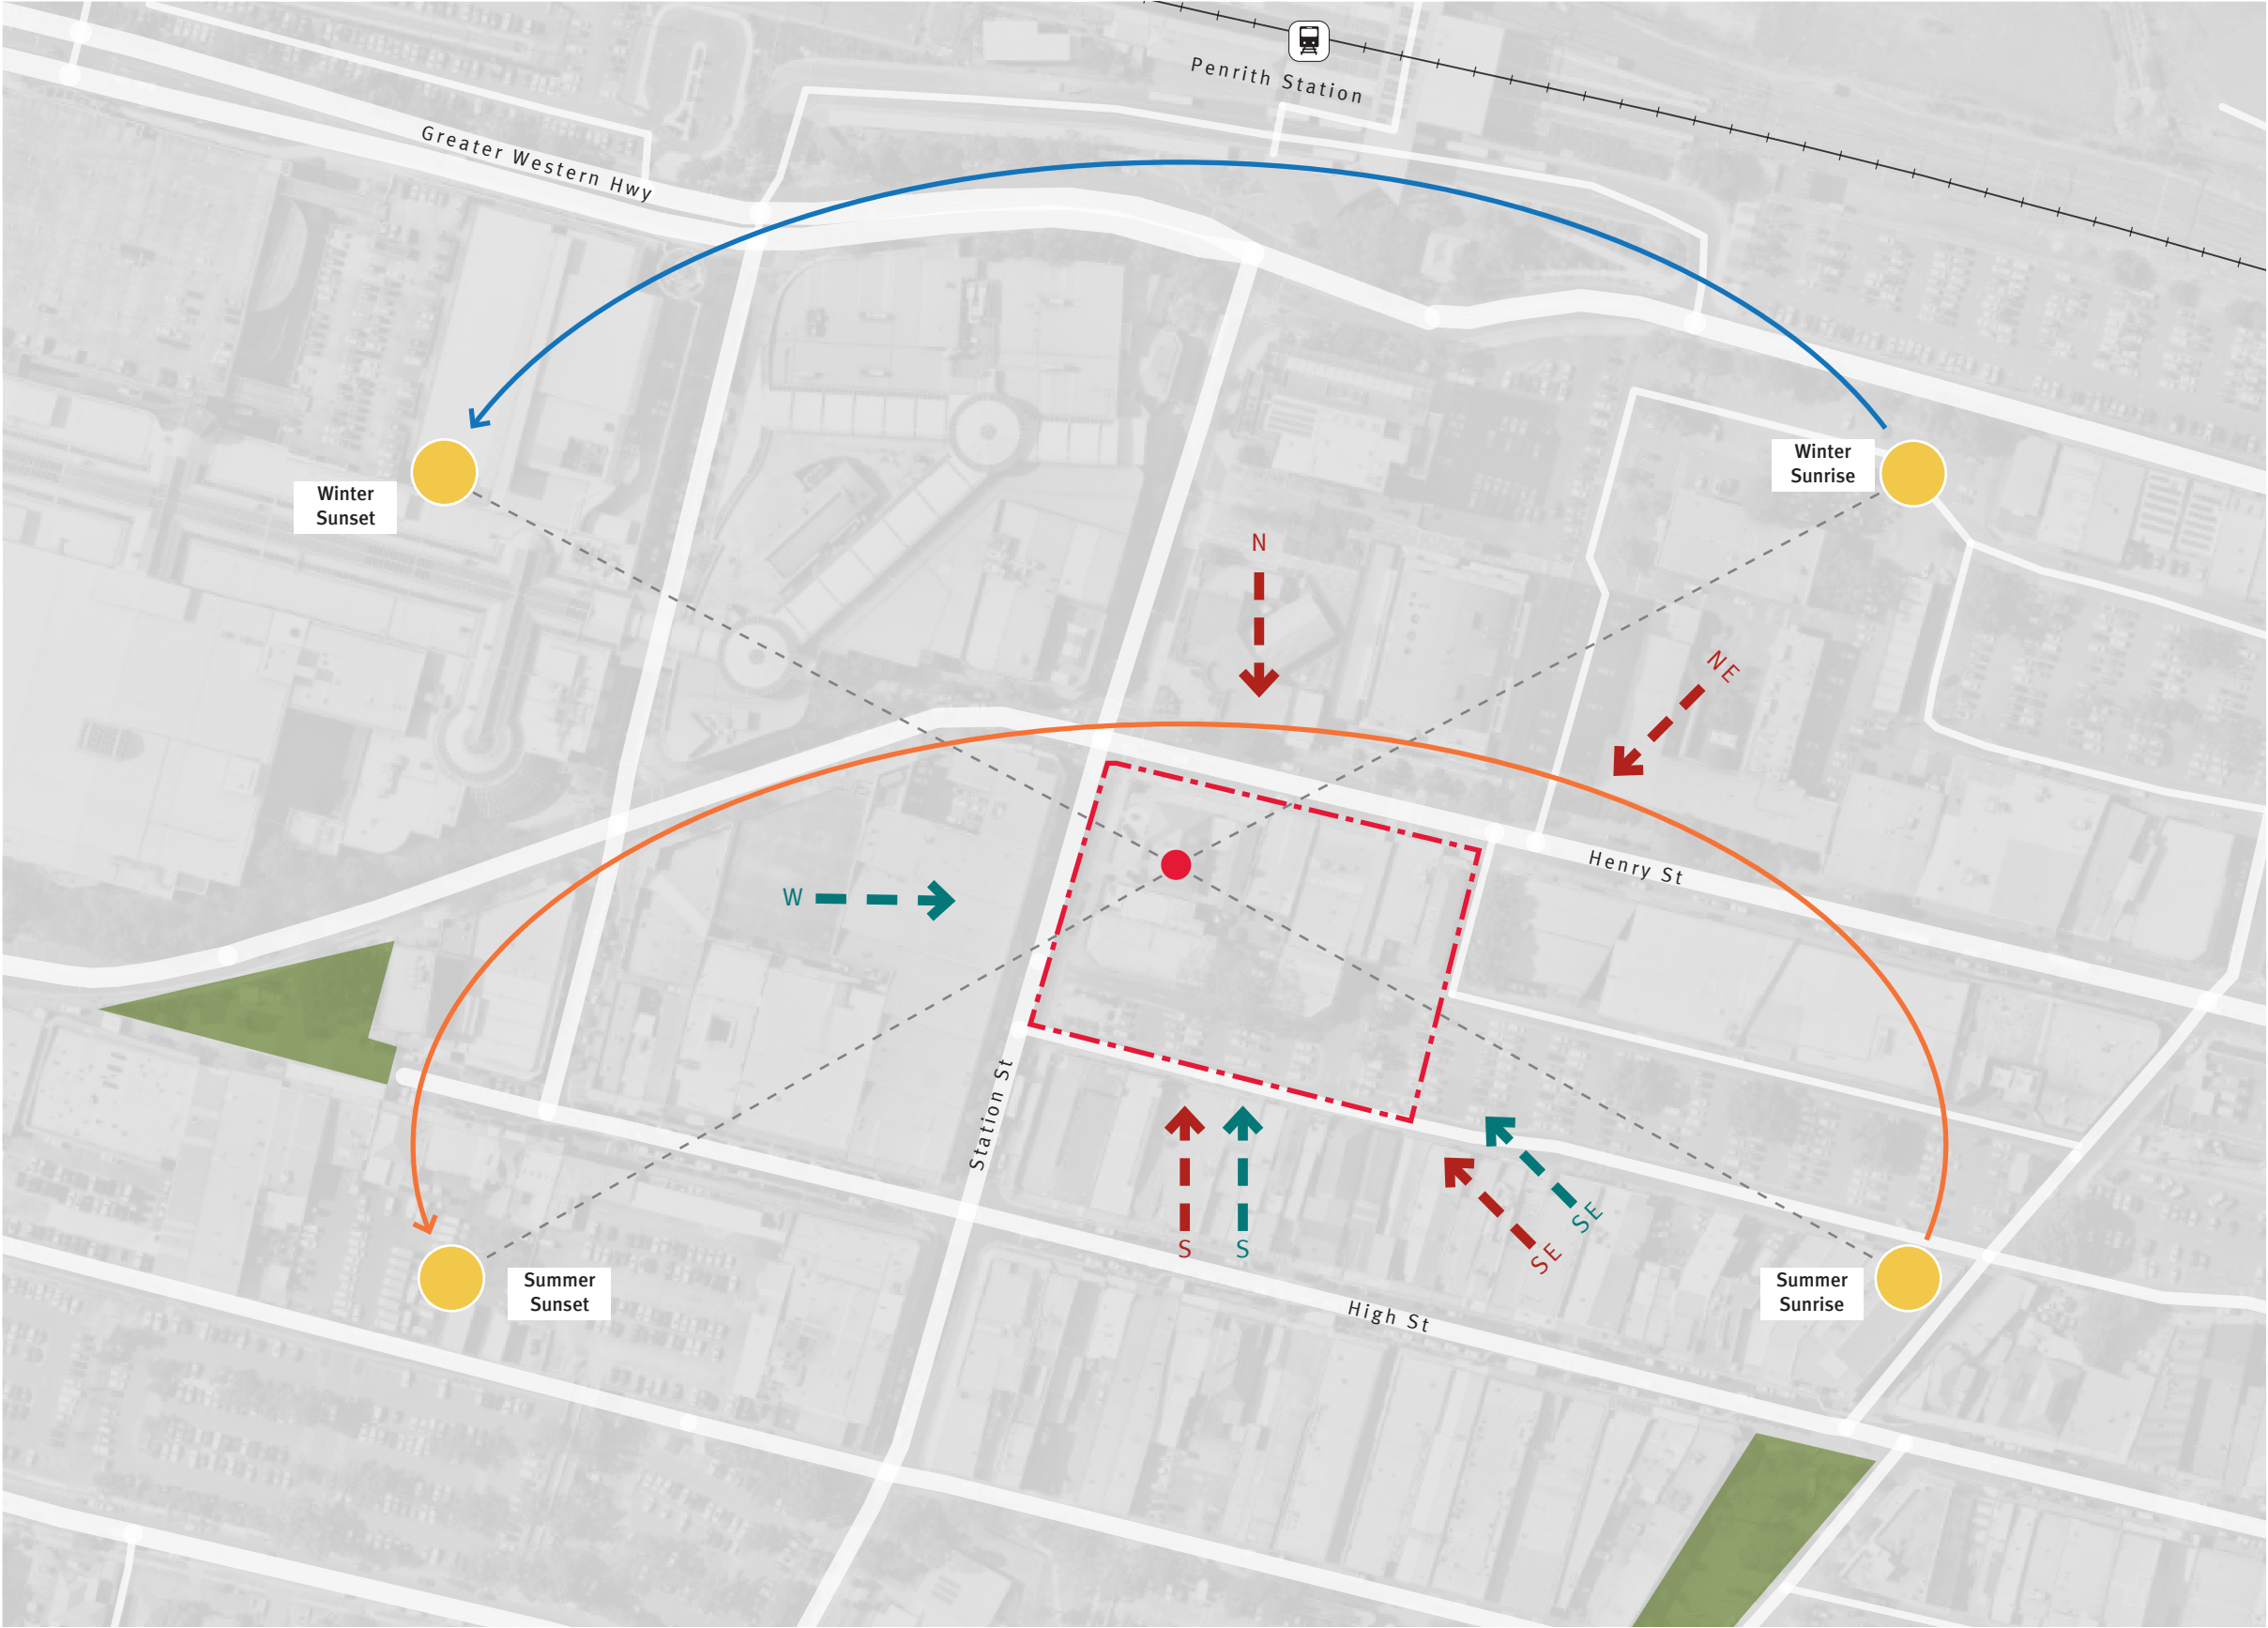 Penrith Station
Greater Western Hwy
Winter
Sunrise
Winter
Sunset
N
NE
Henry St
W
Station St
S
S
SE
SE
Summer
Sunset
Summer
Sunrise
High St